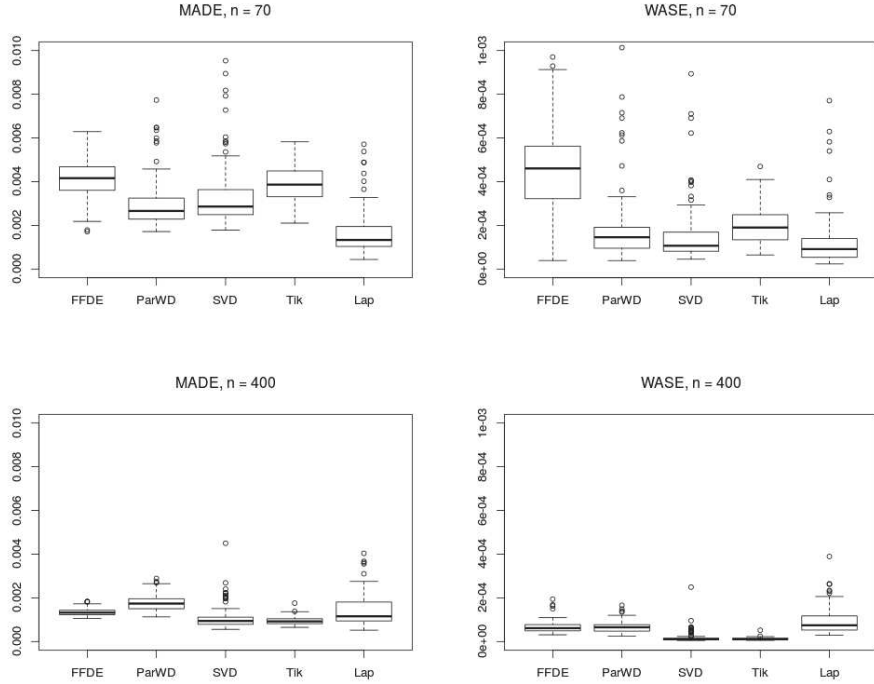 MADE, n = 70
0.010
0.008
0.006
0.004
0.002
0.000
FFDE ParWD SVD Tik Lap
WASE, n = 70
1e-03
8e-04
6e-04
4e-04
2e-04
0e+00
FFDE ParWD SVD Tik Lap
MADE, n = 400
0.010
0.008
0.006
0.004
0.002
0.000
FFDE ParWD SVD Tik Lap
WASE, n = 400
1e-03
8e-04
6e-04
4e-04
2e-04
0e+00
FFDE ParWD SVD Tik Lap